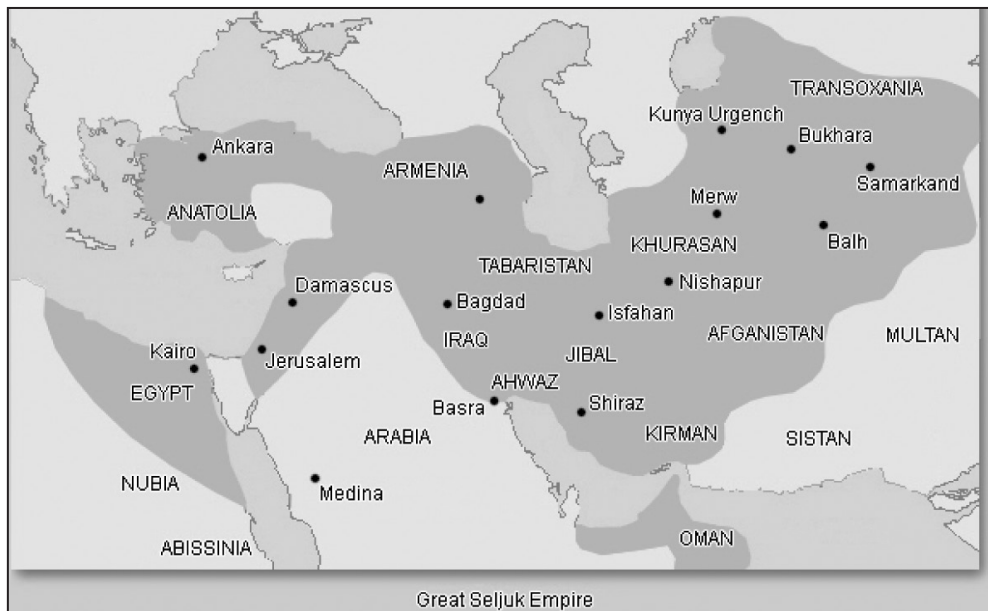 TRANSOXANIA
Kunya Urgench
Bukhara
Ankara
ARMENIA
Samarkand
Merw
ANATOLIA
KHURASAN
Balh
TABARISTAN
Damascus
Nishapur
Bagdad
Isfahan
AFGANISTAN
MULTAN
IRAQ
Kairo
Jerusalem
JIBAL
EGYPT
AHWAZ
Basra
Shiraz
ARABIA
KIRMAN
SISTAN
NUBIA
Medina
OMAN
ABISSINIA
Great Seljuk Empire